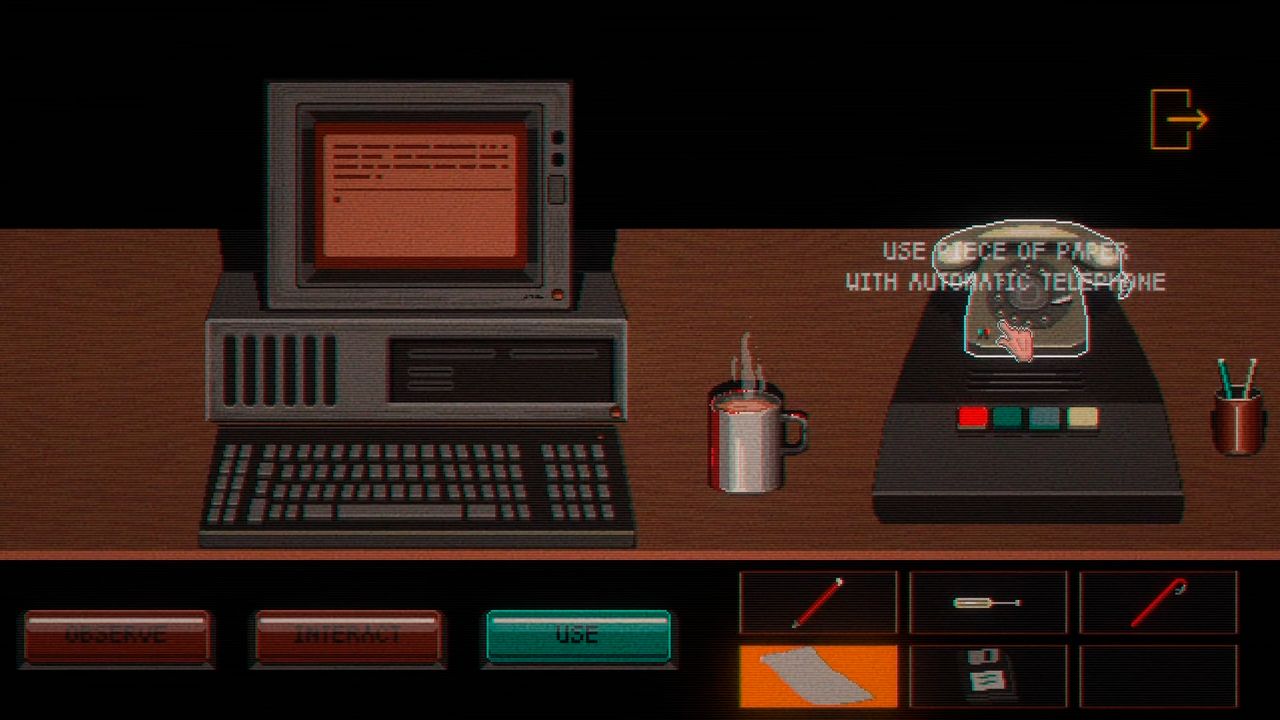 USE PIECE OF PAPER
WITH AUTOMATIC TELEPHONE
OBSERVE
INTERACT
USE